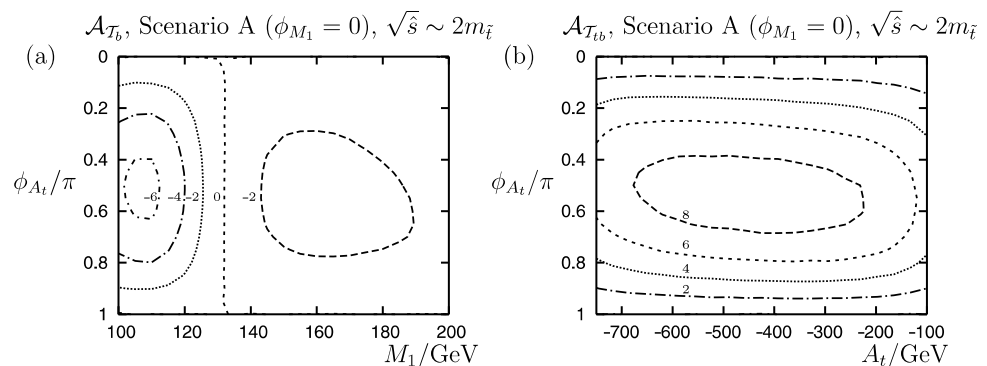 𝒜_{𝒯_b}, Scenario A (ϕ_{M_1} = 0), √ŝ ∼ 2m_{t̃}
(a)
0
0.2
0.4
0.6
0.8
1
ϕ_{A_t}/π
-6 -4 -2 0 -2
100 120 140 160 180 200
M_1/GeV
𝒜_{𝒯_{tb}}, Scenario A (ϕ_{M_1} = 0), √ŝ ∼ 2m_{t̃}
(b)
0
0.2
0.4
0.6
0.8
1
ϕ_{A_t}/π
8
6
4
2
-700 -600 -500 -400 -300 -200 -100
A_t/GeV